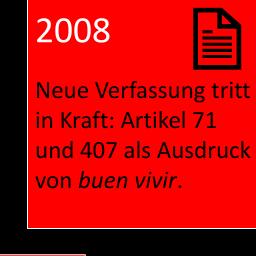 2008
Neue Verfassung tritt
in Kraft: Artikel 71
und 407 als Ausdruck
von buen vivir.